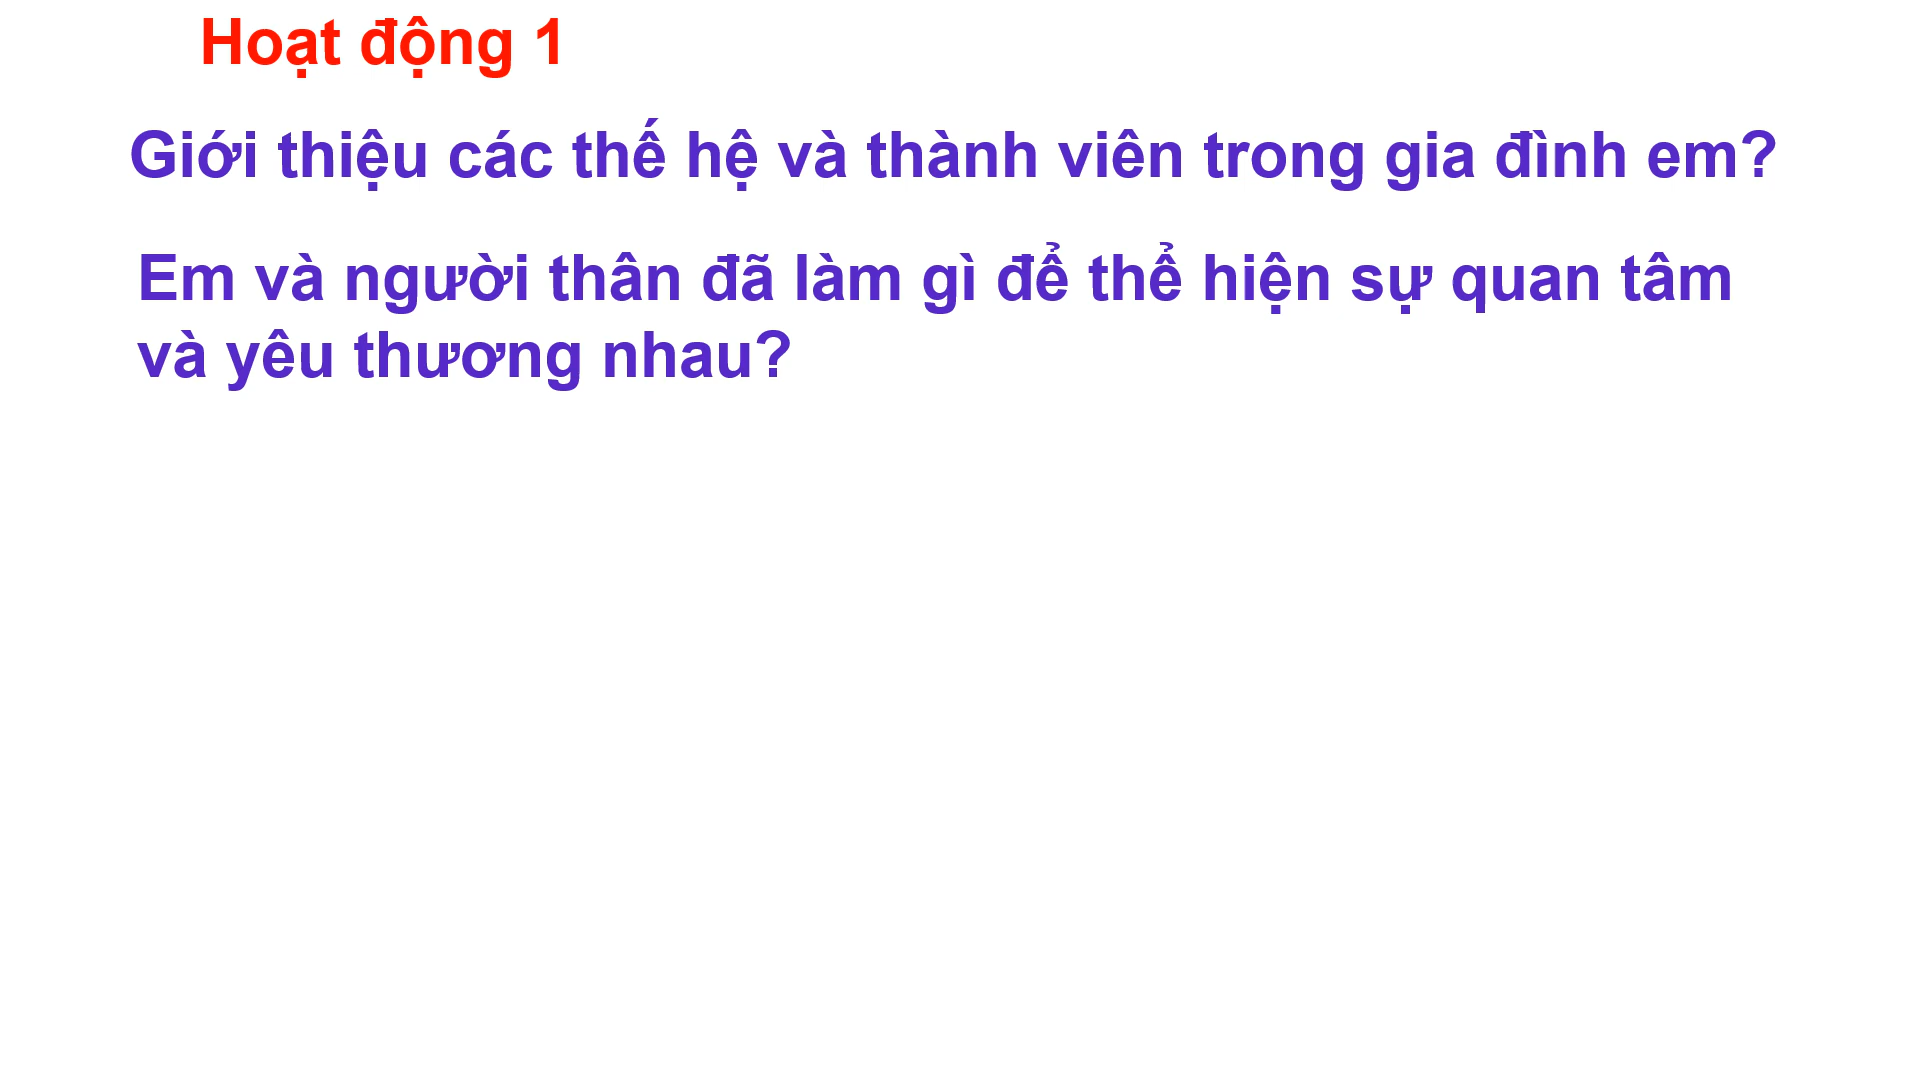 Hoạt động 1
Giới thiệu các thế hệ và thành viên trong gia đình em?
Em và người thân đã làm gì để thể hiện sự quan tâm
và yêu thương nhau?